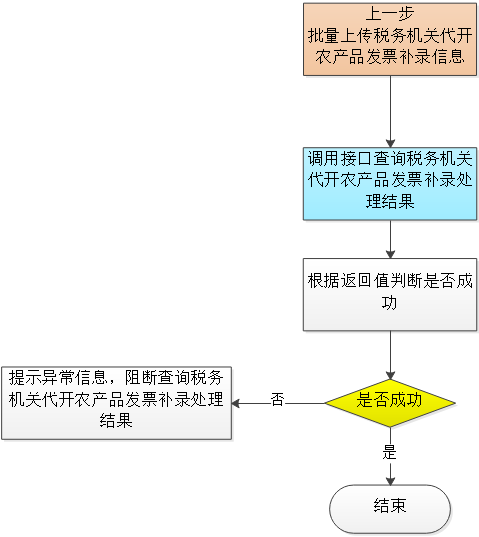 上一步
批量上传税务机关代开
农产品发票补录信息
调用接口查询税务机关
代开农产品发票补录处
理结果
根据返回值判断是否成
功
是否成功
否
提示异常信息，阻断查询税务
机关代开农产品发票补录处理
结果
是
结束